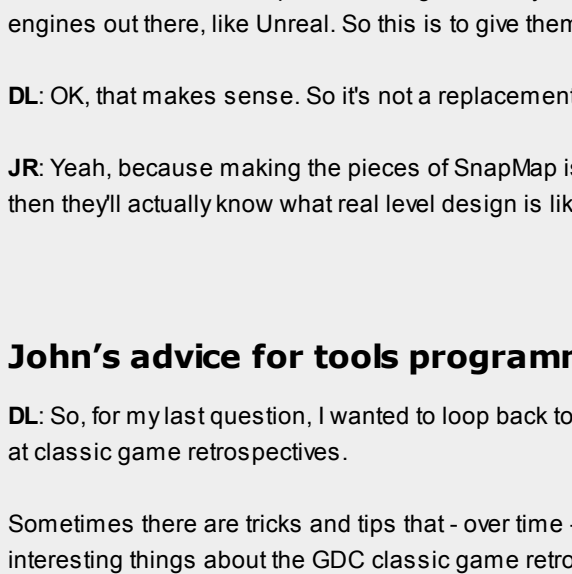 engines out there, like Unreal. So this is to give them
DL: OK, that makes sense. So it's not a replacement
JR: Yeah, because making the pieces of SnapMap is
then they'll actually know what real level design is lik
John’s advice for tools programm
DL: So, for my last question, I wanted to loop back to
at classic game retrospectives.
Sometimes there are tricks and tips that - over time -
interesting things about the GDC classic game retro